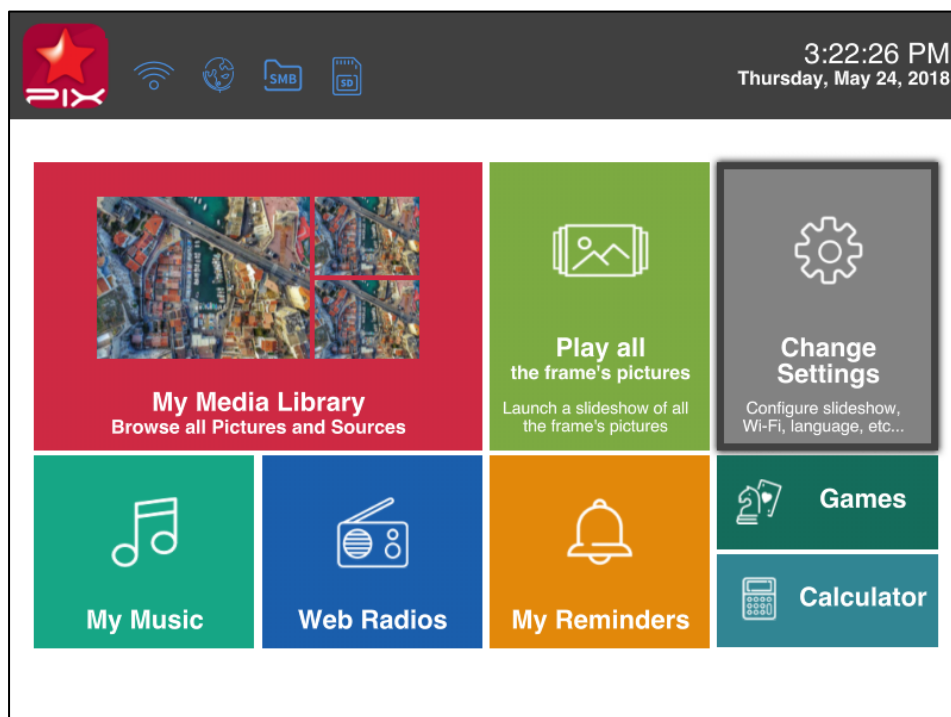 PIX
SMB
SD
3:22:26 PM
Thursday, May 24, 2018
My Media Library
Browse all Pictures and Sources
Play all
the frame's pictures
Launch a slideshow of all
the frame's pictures
Change
Settings
Configure slideshow,
Wi-Fi, language, etc...
My Music
Web Radios
My Reminders
Games
Calculator